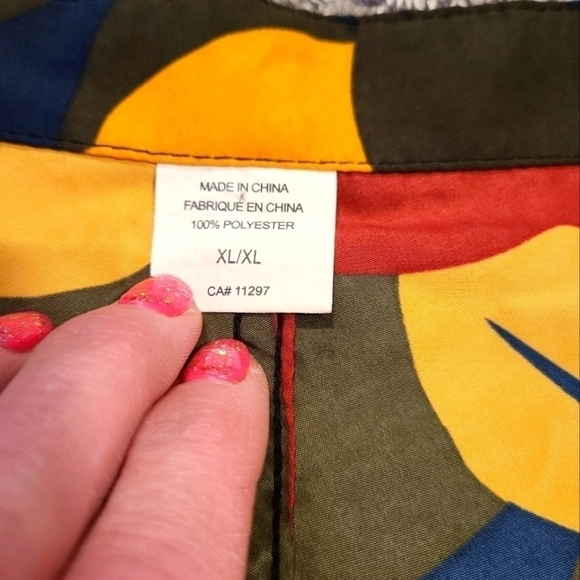 MADE IN CHINA
FABRIQUE EN CHINA
100% POLYESTER
XL/XL
CA# 11297